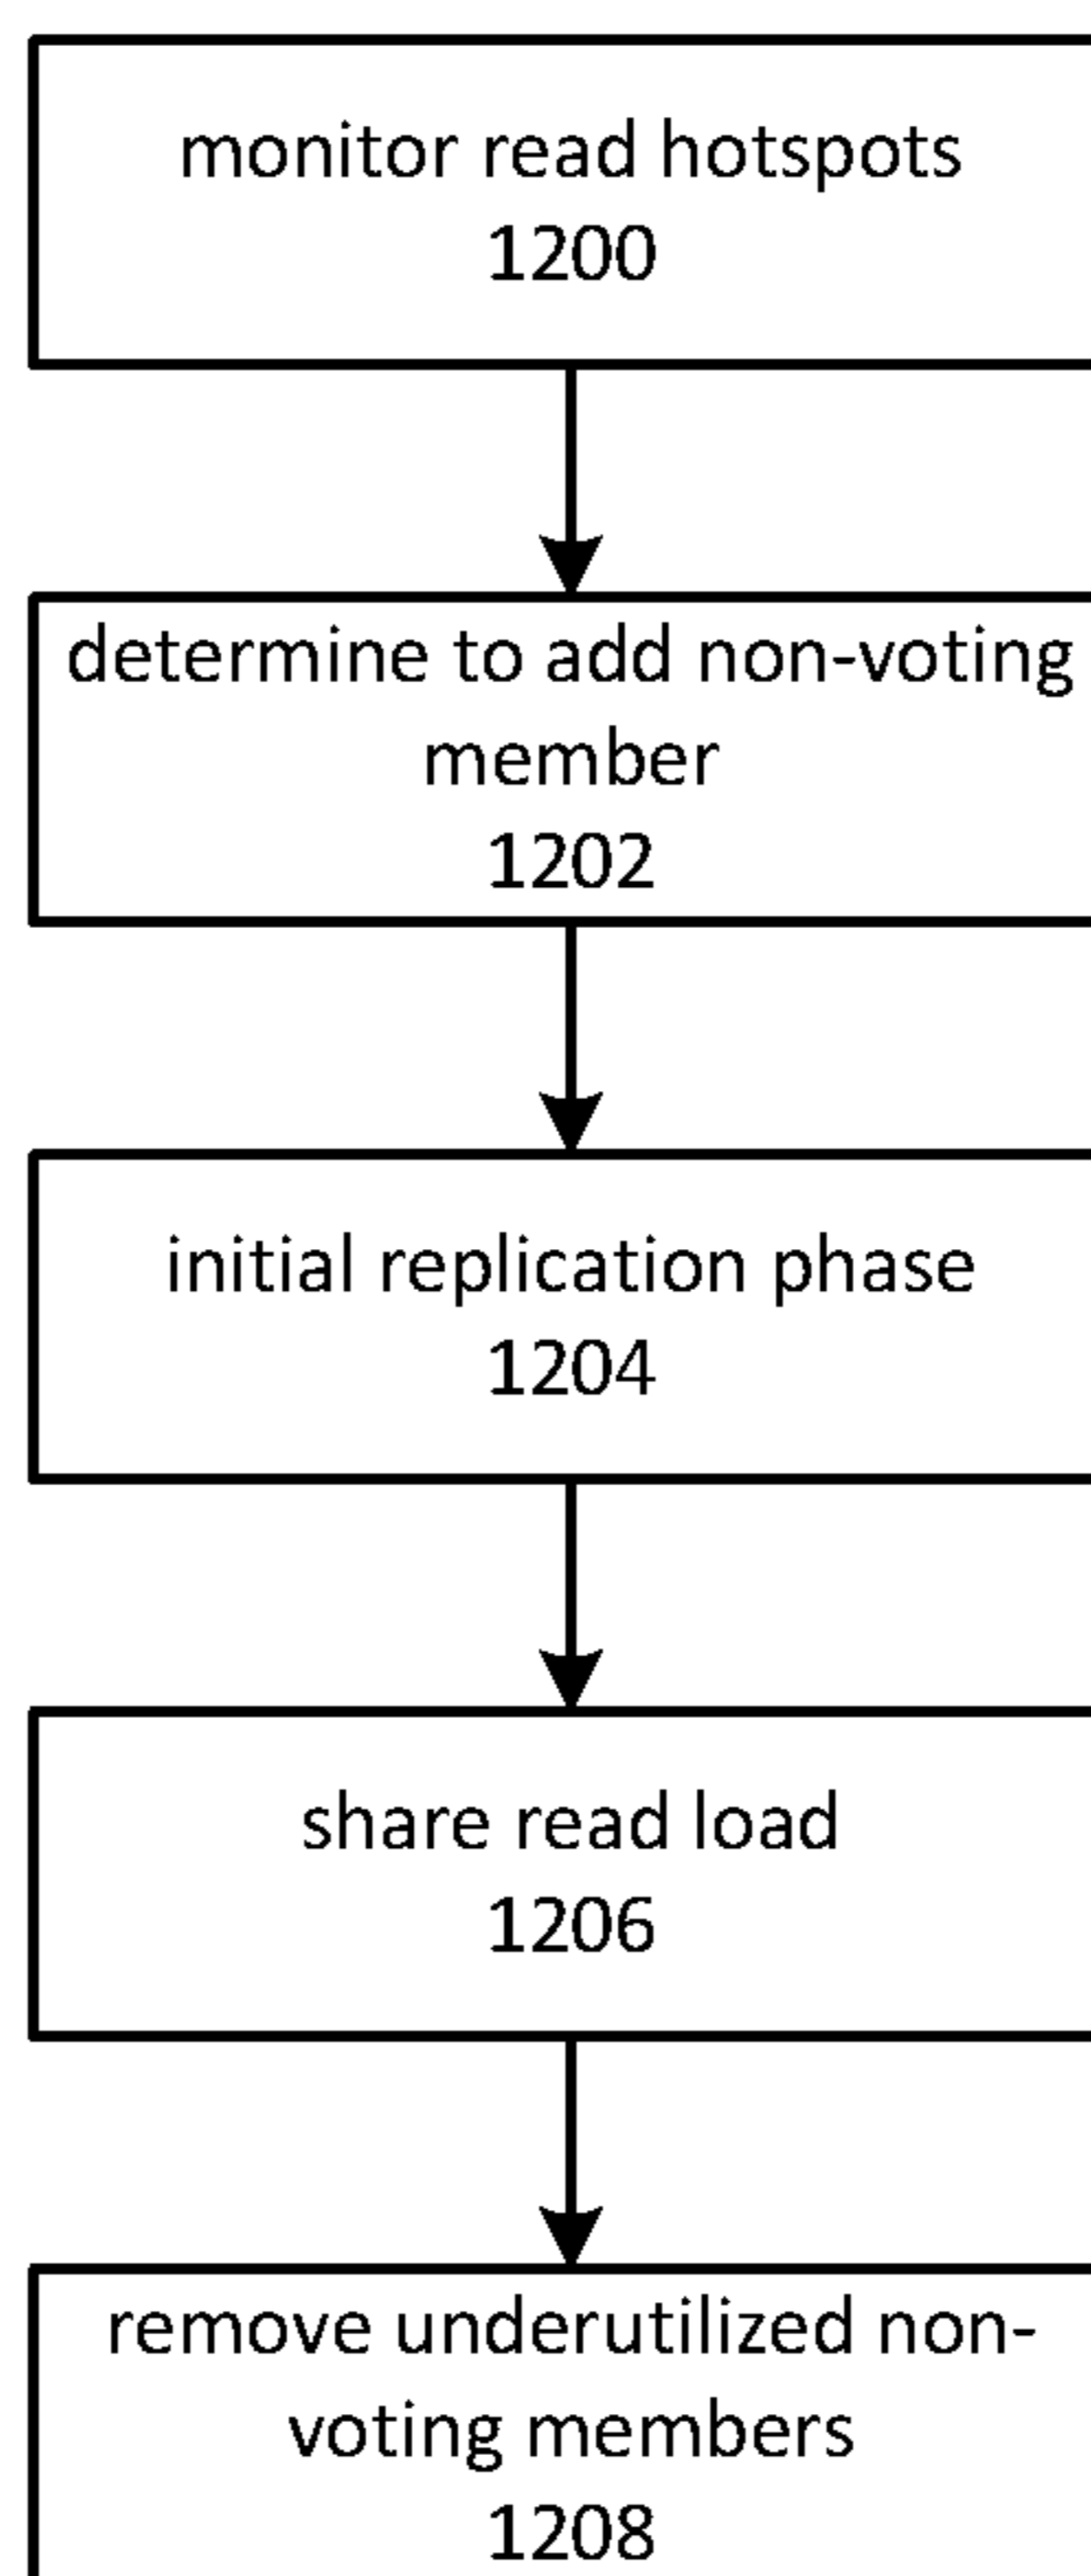 monitor read hotspots
1200
determine to add non-voting
member
1202
initial replication phase
1204
share read load
1206
remove underutilized non-
voting members
1208